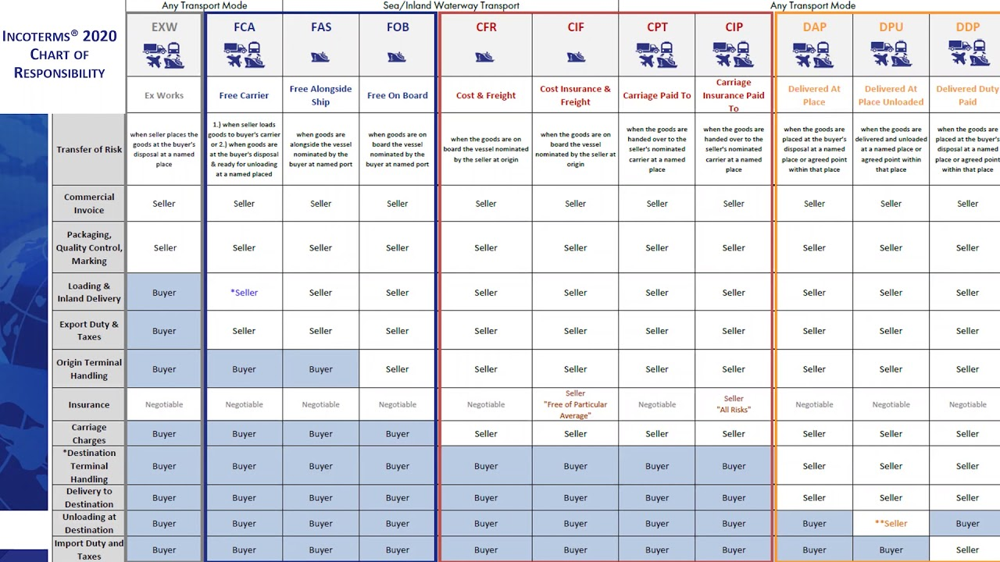 Any Transport Mode
Sea/Inland Waterway Transport
Any Transport Mode
INCOTERMS® 2020
CHART OF
RESPONSIBILITY
EXW
FCA
FAS
FOB
CFR
CIF
CPT
CIP
DAP
DPU
DDP
Ex Works
Free Carrier
Free Alongside
Ship
Free On Board
Cost & Freight
Cost Insurance &
Freight
Carriage Paid To
Carriage
Insurance Paid
To
Delivered At
Place
Delivered At
Place Unloaded
Delivered Duty
Paid
Transfer of Risk
when seller places the
goods at the buyer's
disposal at a named
place
1.) when seller loads
goods to buyer's carrier
or 2.) when goods are
at the buyer's disposal
& ready for unloading
at a named placed
when goods are
alongside the vessel
nominated by the
buyer at named port
when goods are on
board the vessel
nominated by the
buyer at named port
when the goods are on
board the vessel nominated
by the seller at origin
when the goods are on
board the vessel
nominated by the seller at
origin
when the goods are
handed over to the
seller's nominated
carrier at a named
place
when the goods are
handed over to the
seller's nominated
carrier at a named
place
when the goods are
placed at the buyer's
disposal at a named
place or agreed point
within that place
when the goods are
delivered and unloaded
at a named place or
agreed point within
that place
when the goods are
placed at the buyer's
disposal at a named
place or agreed point
within that place
Commercial
Invoice
Seller
Seller
Seller
Seller
Seller
Seller
Seller
Seller
Seller
Seller
Seller
Packaging,
Quality Control,
Marking
Seller
Seller
Seller
Seller
Seller
Seller
Seller
Seller
Seller
Seller
Seller
Loading &
Inland Delivery
Buyer
*Seller
Seller
Seller
Seller
Seller
Seller
Seller
Seller
Seller
Seller
Export Duty &
Taxes
Buyer
Seller
Seller
Seller
Seller
Seller
Seller
Seller
Seller
Seller
Seller
Origin Terminal
Handling
Buyer
Buyer
Buyer
Seller
Seller
Seller
Seller
Seller
Seller
Seller
Seller
Insurance
Negotiable
Negotiable
Negotiable
Negotiable
Negotiable
Seller
"Free of Particular
Average"
Negotiable
Seller
"All Risks"
Negotiable
Negotiable
Negotiable
Carriage
Charges
Buyer
Buyer
Buyer
Buyer
Seller
Seller
Seller
Seller
Seller
Seller
Seller
*Destination
Terminal
Handling
Buyer
Buyer
Buyer
Buyer
Buyer
Buyer
Buyer
Buyer
Seller
Seller
Seller
Delivery to
Destination
Buyer
Buyer
Buyer
Buyer
Buyer
Buyer
Buyer
Buyer
Seller
Seller
Seller
Unloading at
Destination
Buyer
Buyer
Buyer
Buyer
Buyer
Buyer
Buyer
Buyer
Buyer
**Seller
Buyer
Import Duty and
Taxes
Buyer
Buyer
Buyer
Buyer
Buyer
Buyer
Buyer
Buyer
Buyer
Buyer
Seller